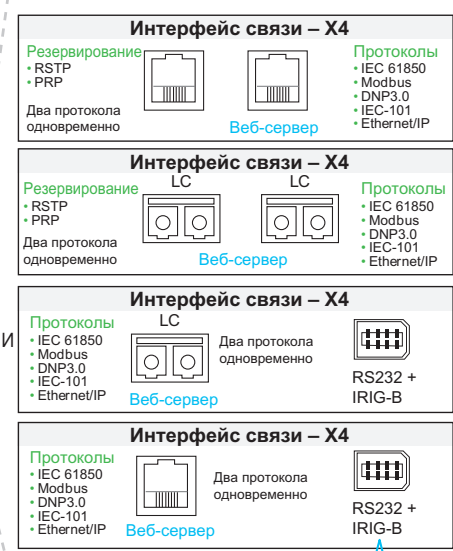 Интерфейс связи – X4
Резервирование
• RSTP
• PRP
Два протокола
одновременно
Веб-сервер
Протоколы
• IEC 61850
• Modbus
• DNP3.0
• IEC-101
• Ethernet/IP
Интерфейс связи – X4
Резервирование
• RSTP
• PRP
Два протокола
одновременно
LC
LC
Веб-сервер
Протоколы
• IEC 61850
• Modbus
• DNP3.0
• IEC-101
• Ethernet/IP
И
Интерфейс связи – X4
Протоколы
• IEC 61850
• Modbus
• DNP3.0
• IEC-101
• Ethernet/IP
LC
Веб-сервер
Два протокола
одновременно
RS232 +
IRIG-B
Интерфейс связи – X4
Протоколы
• IEC 61850
• Modbus
• DNP3.0
• IEC-101
• Ethernet/IP
Веб-сервер
Два протокола
одновременно
RS232 +
IRIG-B